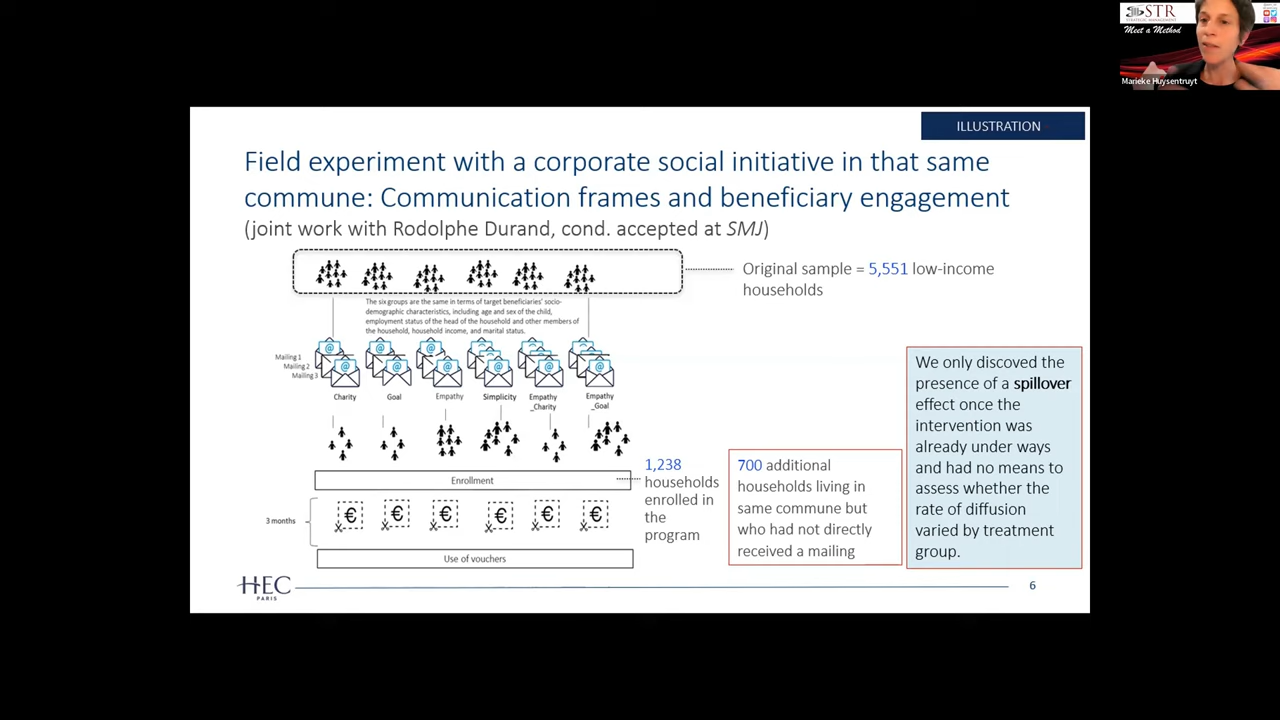 STR
STRATEGIC MANAGEMENT
Meet a Method
Marieke Huysentruyt
ILLUSTRATION
Field experiment with a corporate social initiative in that same
commune: Communication frames and beneficiary engagement
(joint work with Rodolphe Durand, cond. accepted at SMJ)
Original sample = 5,551 low-income
households
The six groups are the same in terms of target beneficiaries' socio-
demographic characteristics, including age and sex of the child,
employment status of the head of the household and other members of
the household, household income, and marital status.
Mailing 1
Mailing 2
Mailing 3
@ @ @
@ @ @ @ @ @
Charity Goal Empathy Simplicity Empathy Empathy
_Charity _Goal
We only discoved the
presence of a spillover
effect once the
intervention was
already under ways
and had no means to
assess whether the
rate of diffusion
varied by treatment
group.
1,238
households
enrolled in
the
program
700 additional
households living in
same commune but
who had not directly
received a mailing
Enrollment
3 months
€ € € € € €
Use of vouchers
HEC
PARIS
6